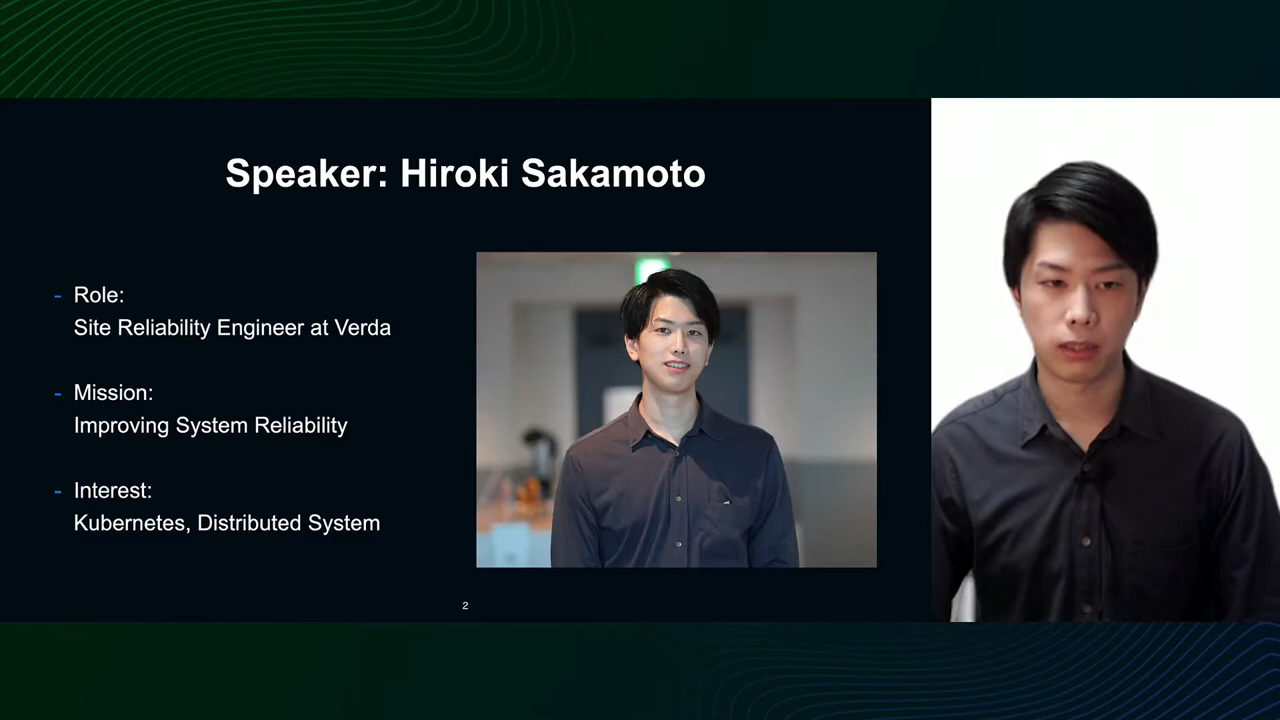 Speaker: Hiroki Sakamoto
- Role:
Site Reliability Engineer at Verda
- Mission:
Improving System Reliability
- Interest:
Kubernetes, Distributed System
2